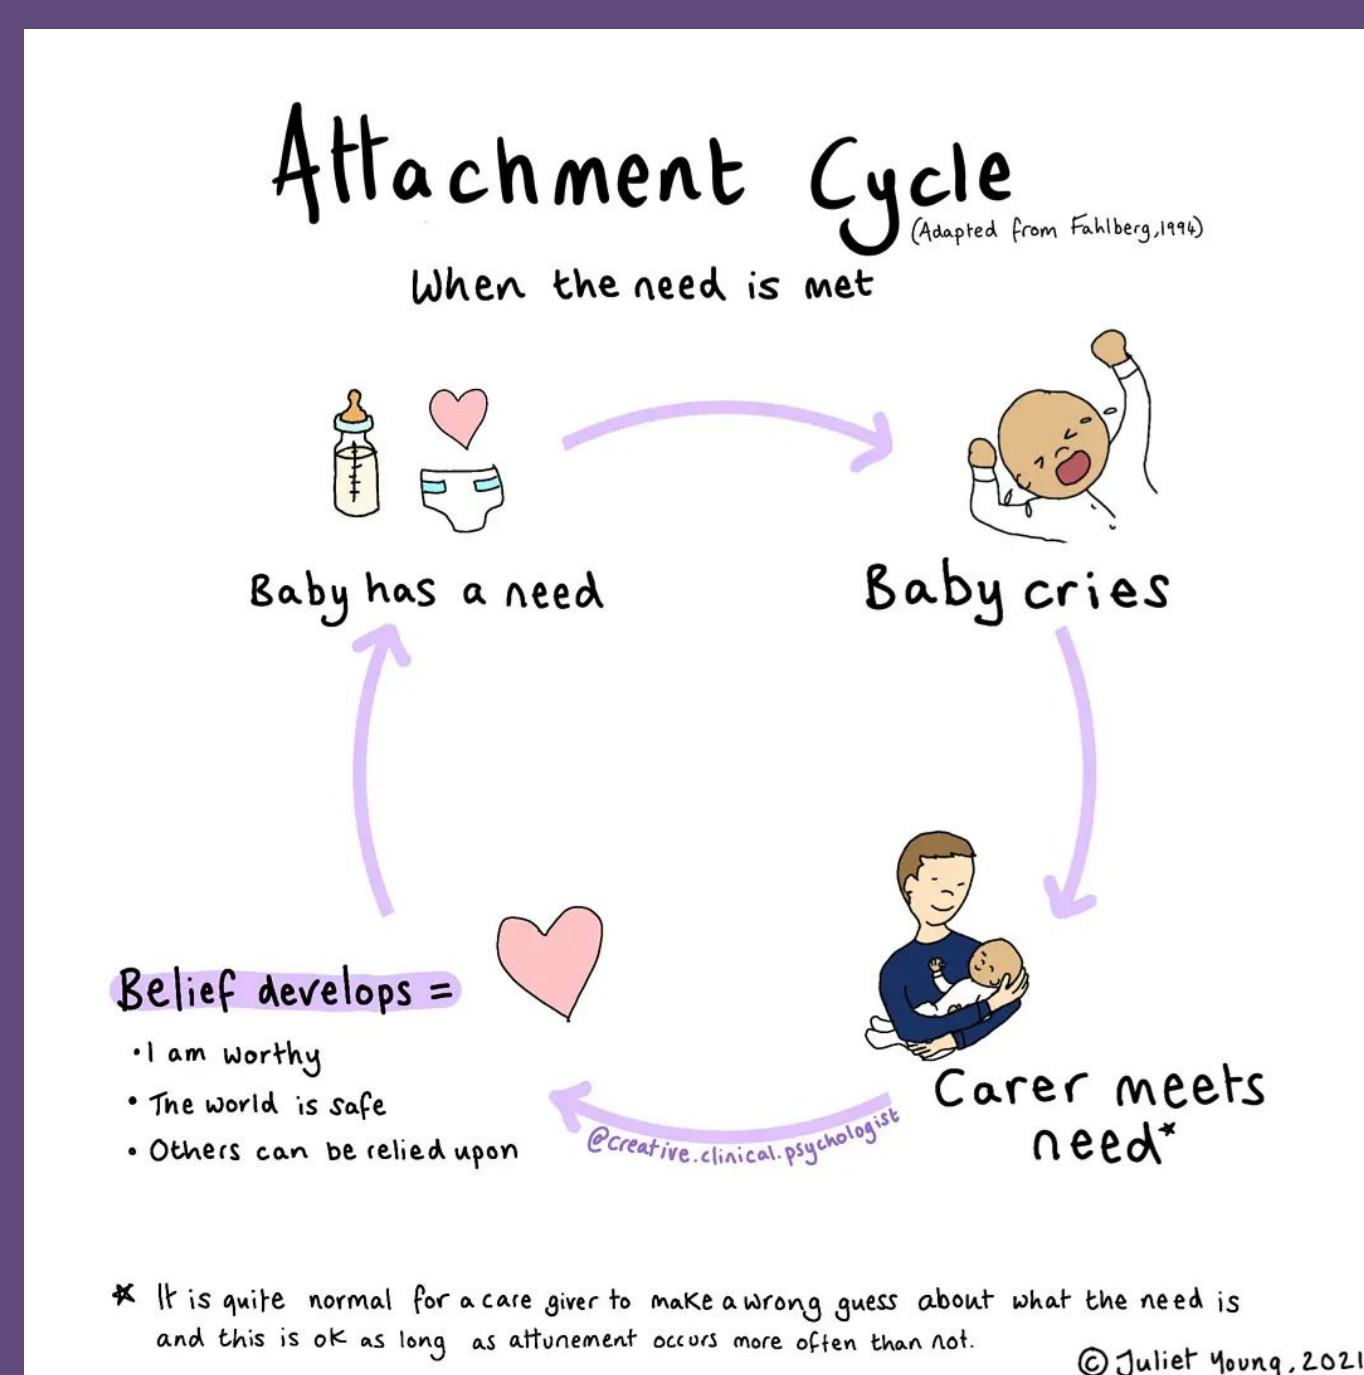 Attachment Cycle
(Adapted from Fahlberg, 1994)
When the need is met
Baby has a need
Baby cries
Carer meets
need*
@creative.clinical.psychologist
Belief develops =
• I am worthy
• The world is safe
• Others can be relied upon
* It is quite normal for a care giver to make a wrong guess about what the need is
and this is ok as long as attunement occurs more often than not.
© Juliet Young, 2021